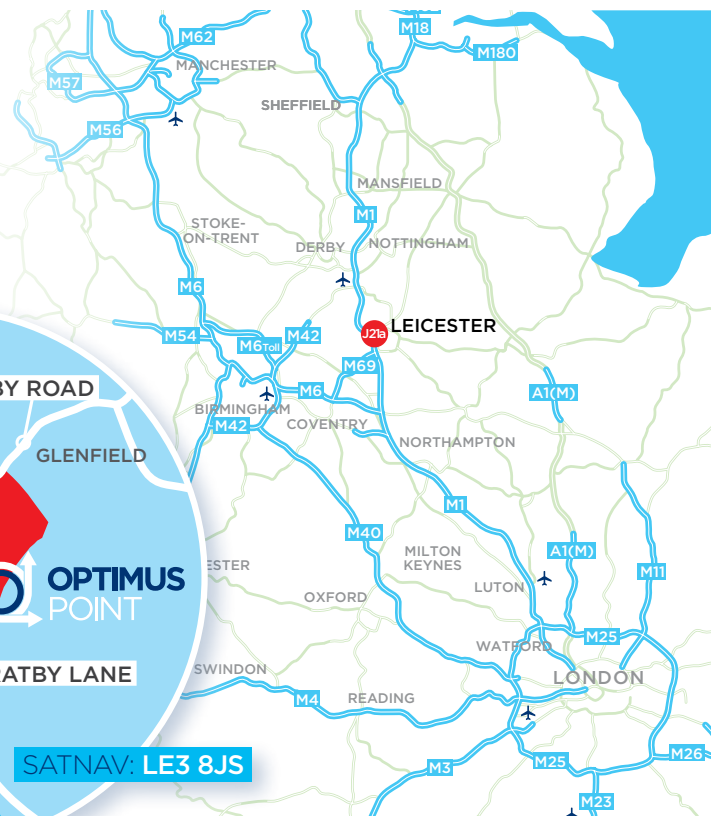 M62
M18
M180
MANCHESTER
M57
SHEFFIELD
M56
MANSFIELD
M1
STOKE-
ON-TRENT
DERBY
NOTTINGHAM
M6
J21a
LEICESTER
M54
M6Toll
M42
M69
BY ROAD
M6
A1(M)
BIRMINGHAM
M42
COVENTRY
NORTHAMPTON
GLENFIELD
M1
M40
MILTON
KEYNES
A1(M)
M11
ESTER
OPTIMUS
POINT
OXFORD
LUTON
WATFORD
M25
RATBY LANE
SWINDON
LONDON
M4
READING
SATNAV: LE3 8JS
M3
M25
M26
M23